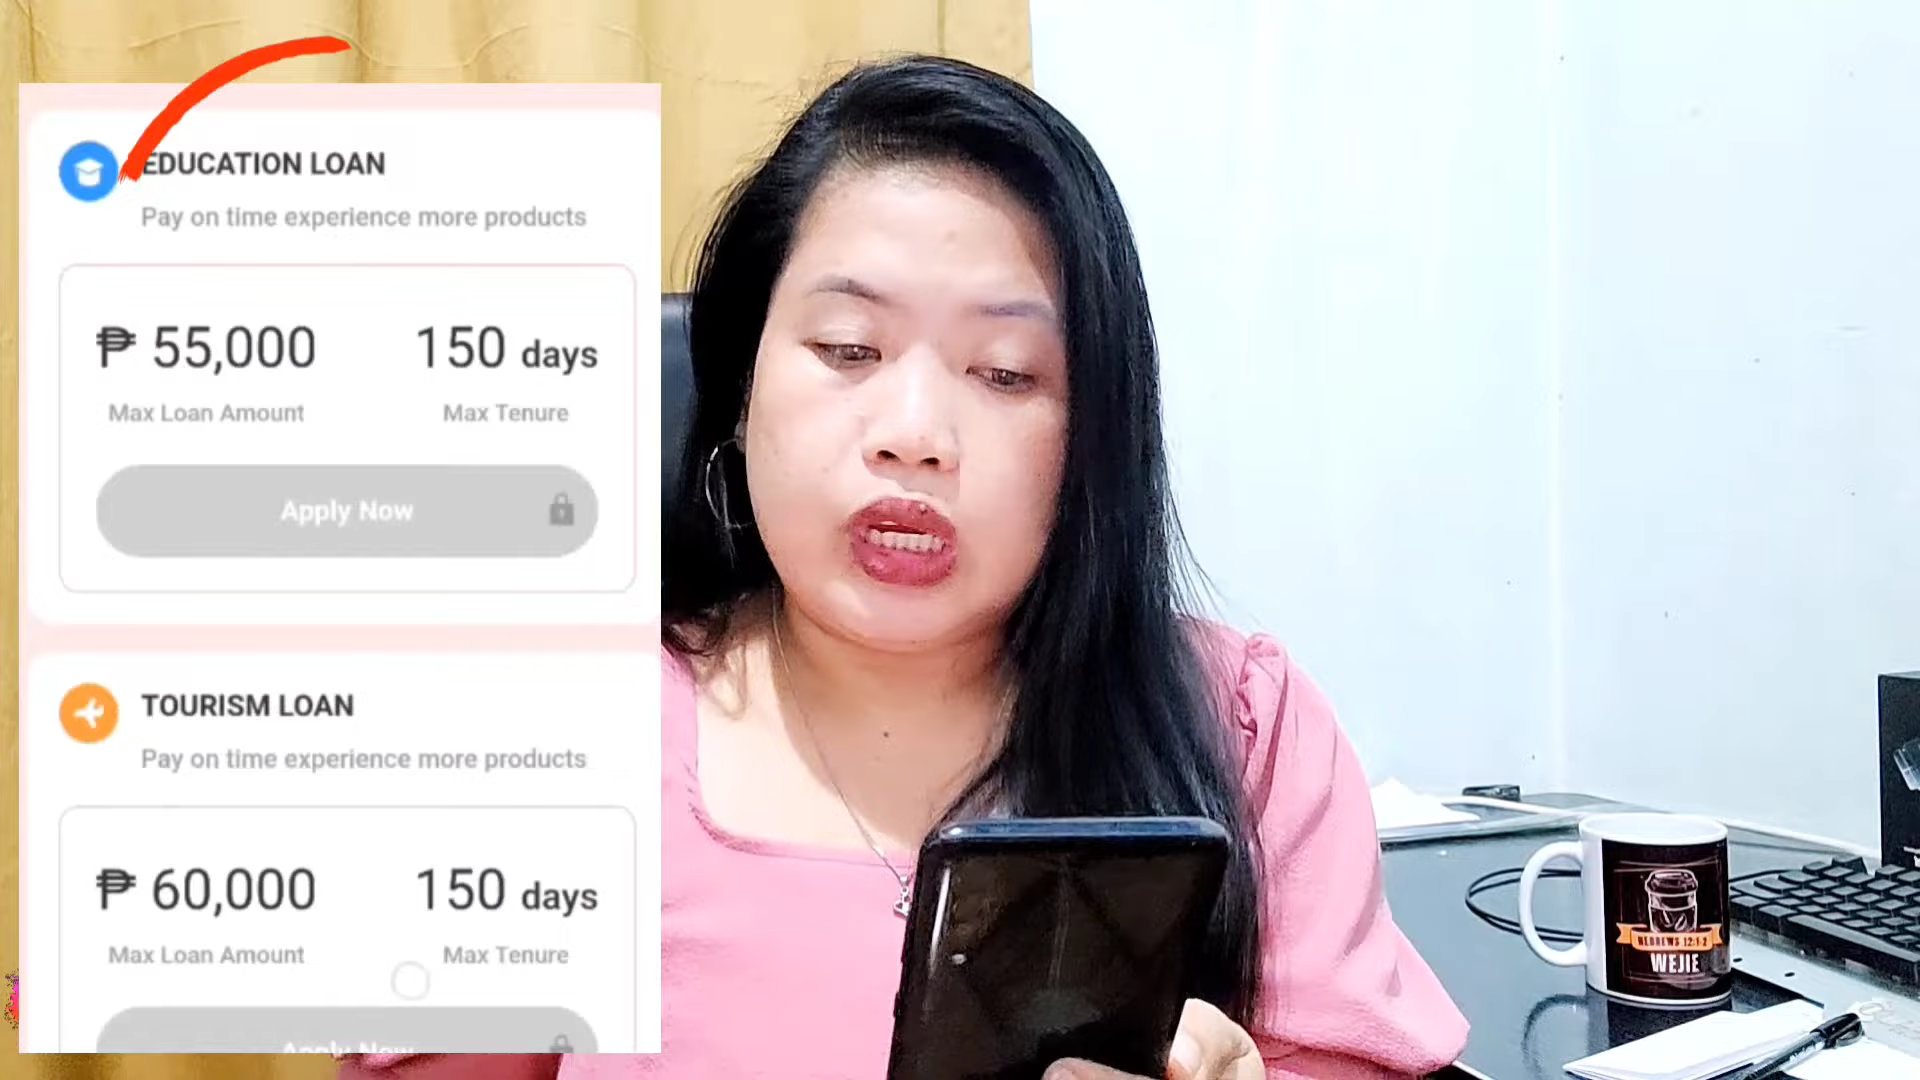 EDUCATION LOAN
Pay on time experience more products
₱ 55,000 150 days
Max Loan Amount Max Tenure
Apply Now
TOURISM LOAN
Pay on time experience more products
₱ 60,000 150 days
Max Loan Amount Max Tenure
Apply Now
HEBREWS 12:1-2
WEJIE